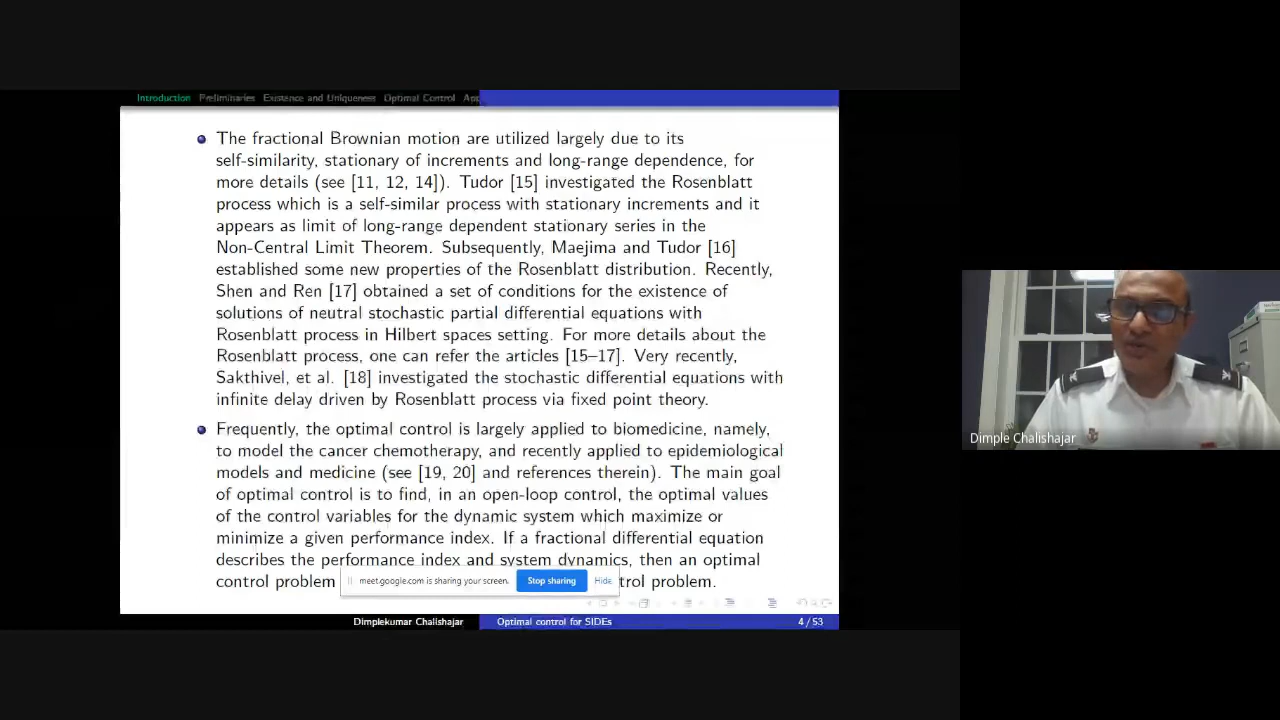 Introduction Preliminaries Existence and Uniqueness Optimal Control
The fractional Brownian motion are utilized largely due to its
self-similarity, stationary of increments and long-range dependence, for
more details (see [11, 12, 14]). Tudor [15] investigated the Rosenblatt
process which is a self-similar process with stationary increments and it
appears as limit of long-range dependent stationary series in the
Non-Central Limit Theorem. Subsequently, Maejima and Tudor [16]
established some new properties of the Rosenblatt distribution. Recently,
Shen and Ren [17] obtained a set of conditions for the existence of
solutions of neutral stochastic partial differential equations with
Rosenblatt process in Hilbert spaces setting. For more details about the
Rosenblatt process, one can refer the articles [15–17]. Very recently,
Sakthivel, et al. [18] investigated the stochastic differential equations with
infinite delay driven by Rosenblatt process via fixed point theory.
Frequently, the optimal control is largely applied to biomedicine, namely,
to model the cancer chemotherapy, and recently applied to epidemiological
models and medicine (see [19, 20] and references therein). The main goal
of optimal control is to find, in an open-loop control, the optimal values
of the control variables for the dynamic system which maximize or
minimize a given performance index. If a fractional differential equation
describes the performance index and system dynamics, then an optimal
control problem trol problem.
meet.google.com is sharing your screen. Stop sharing Hide
Dimplekumar Chalishajar Optimal control for SIDEs 4 / 53
Dimple Chalishajar